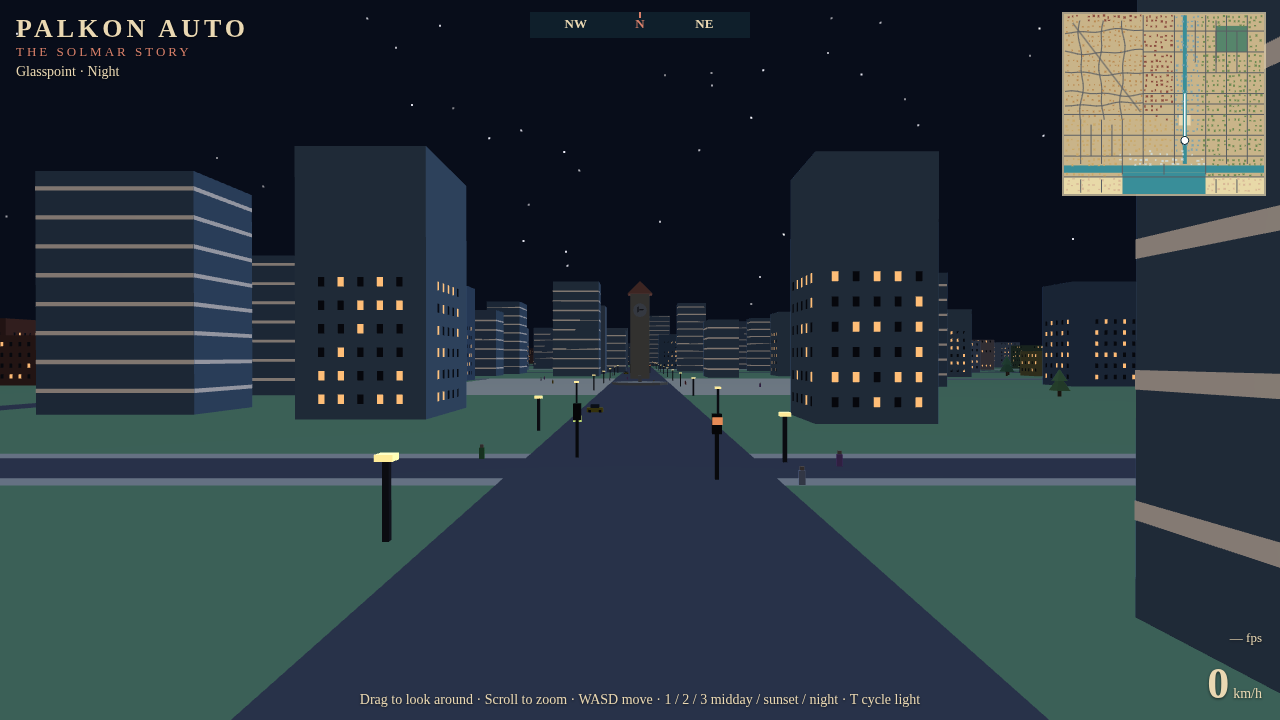 PALKON AUTO
THE SOLMAR STORY
Glasspoint · Night
NW N NE
— fps
0 km/h
Drag to look around · Scroll to zoom · WASD move · 1 / 2 / 3 midday / sunset / night · T cycle light